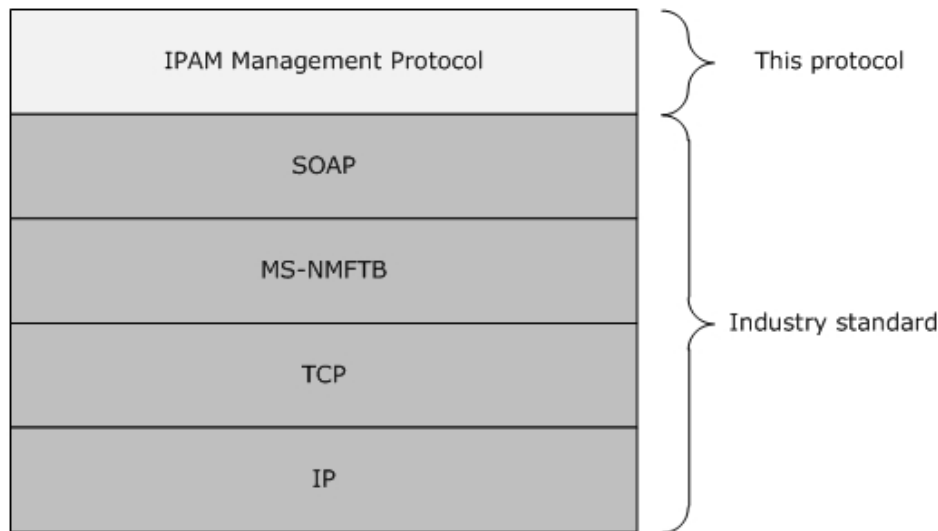 IPAM Management Protocol
This protocol
SOAP
MS-NMFTB
Industry standard
TCP
IP